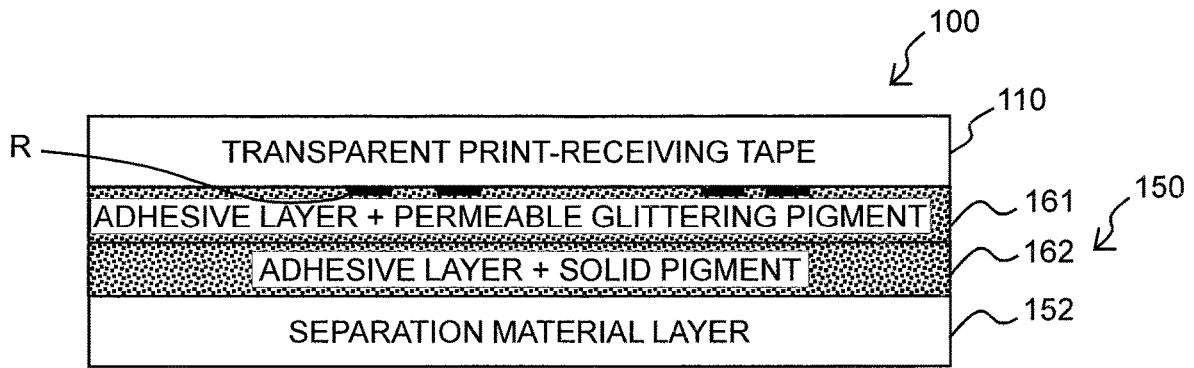 100
110
R
TRANSPARENT PRINT-RECEIVING TAPE
ADHESIVE LAYER + PERMEABLE GLITTERING PIGMENT
161
150
ADHESIVE LAYER + SOLID PIGMENT
162
SEPARATION MATERIAL LAYER
152